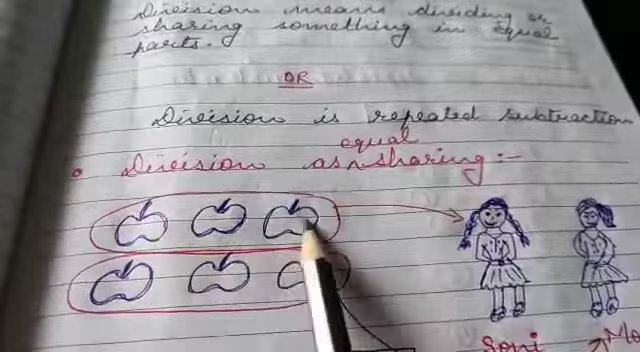 Division means dividing or
sharing something in equal
parts.
OR
Division is repeated subtraction
equal
Division as sharing :-
Soni
Mo